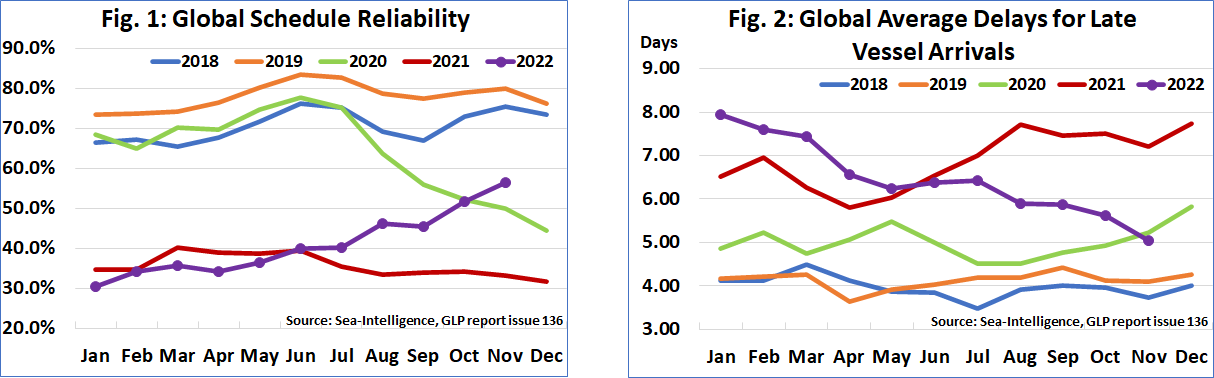 Fig. 1: Global Schedule Reliability
90.0%
2018 2019 2020 2021 2022
80.0%
70.0%
60.0%
50.0%
40.0%
30.0%
20.0%
Source: Sea-Intelligence, GLP report issue 136
Jan Feb Mar Apr May Jun Jul Aug Sep Oct Nov Dec
Fig. 2: Global Average Delays for Late
Vessel Arrivals
Days
9.00
2018 2019 2020 2021 2022
8.00
7.00
6.00
5.00
4.00
3.00
Source: Sea-Intelligence, GLP report issue 136
Jan Feb Mar Apr May Jun Jul Aug Sep Oct Nov Dec